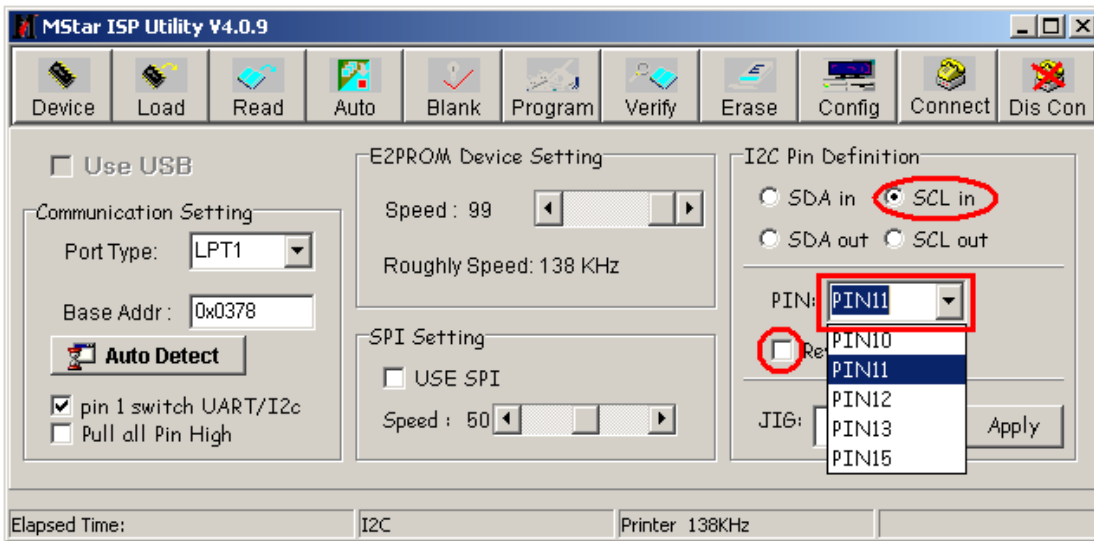 MStar ISP Utility V4.0.9
Device Load Read Auto Blank Program Verify Erase Config Connect Dis Con
Use USB
Communication Setting
Port Type: LPT1
Base Addr : 0x0378
Auto Detect
pin 1 switch UART/I2c
Pull all Pin High
E2PROM Device Setting
Speed : 99
Roughly Speed: 138 KHz
SPI Setting
USE SPI
Speed : 50
I2C Pin Definition
SDA in SCL in
SDA out SCL out
PIN: PIN11
PIN10
PIN11
PIN12
PIN13
PIN15
JIG: Apply
Elapsed Time: I2C Printer 138KHz